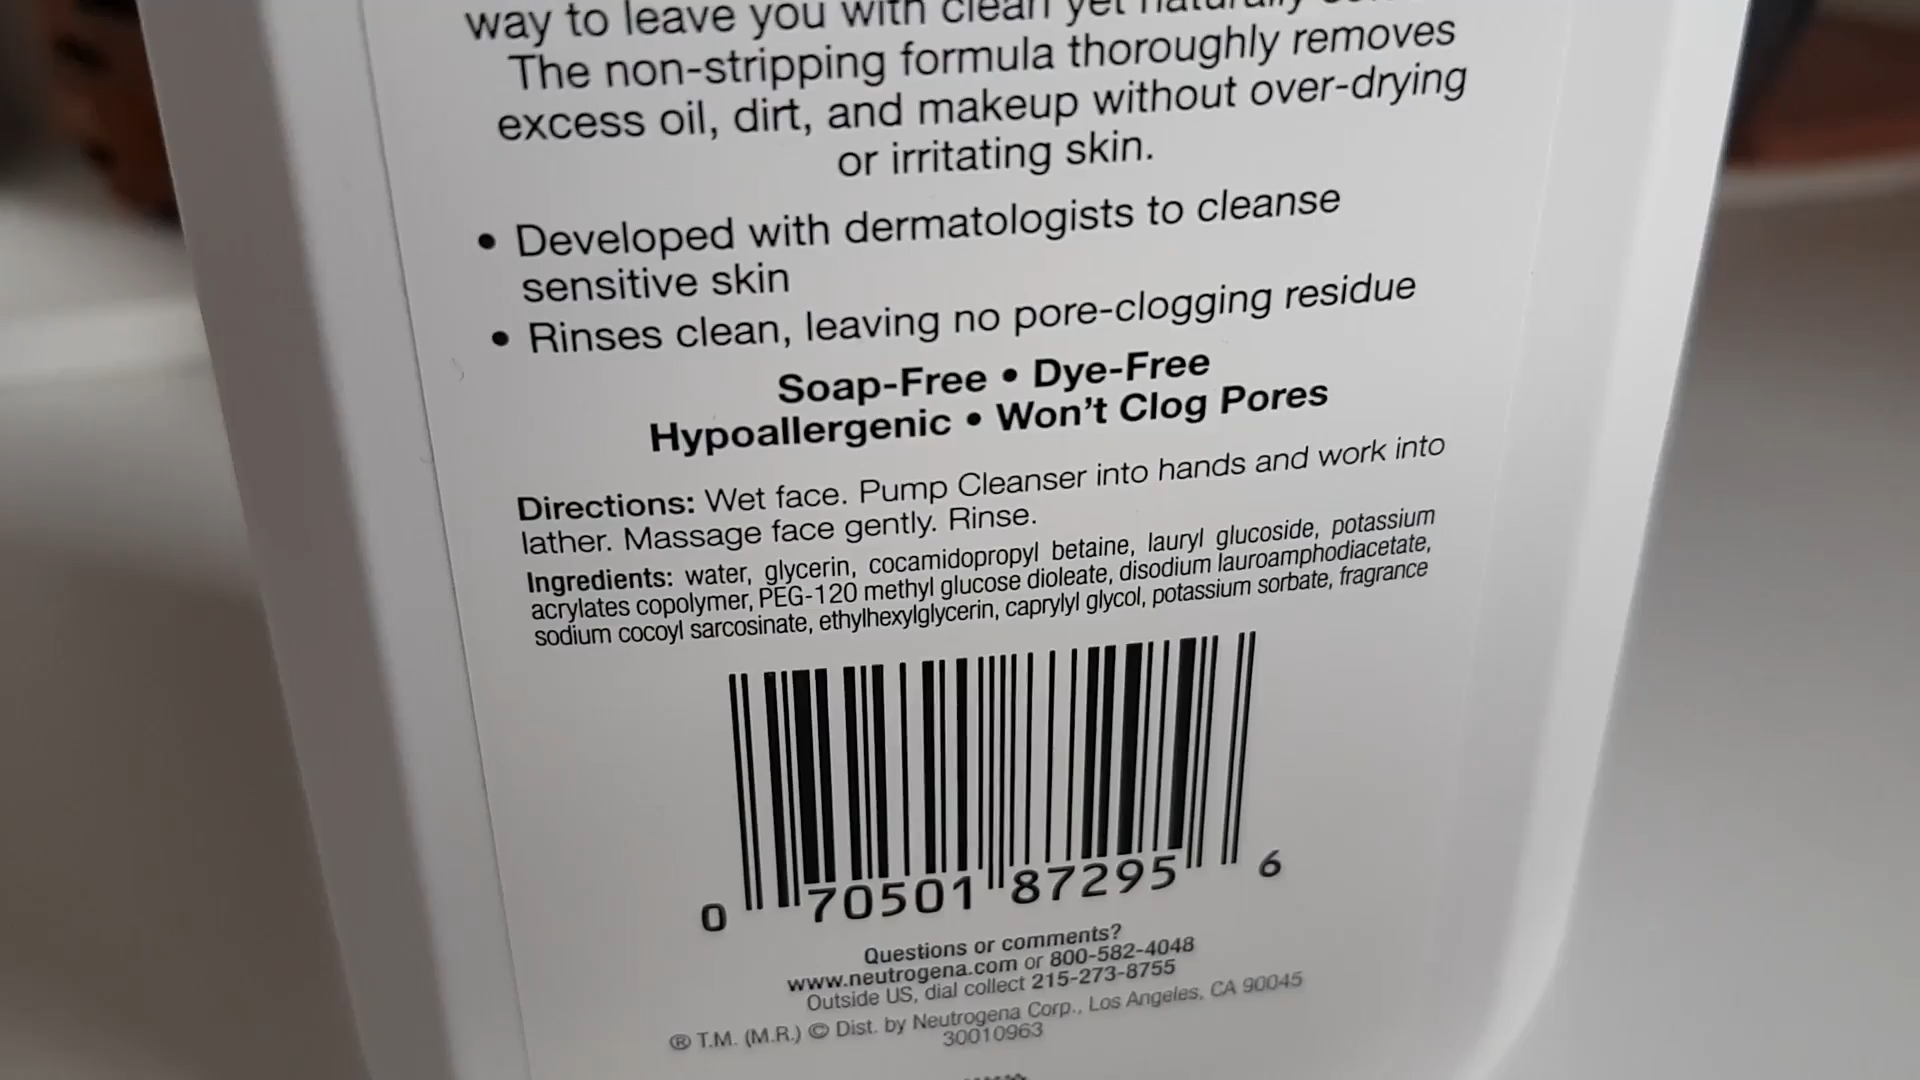 way to leave you with clean yet naturally
The non-stripping formula thoroughly removes
excess oil, dirt, and makeup without over-drying
or irritating skin.
• Developed with dermatologists to cleanse
sensitive skin
• Rinses clean, leaving no pore-clogging residue
Soap-Free • Dye-Free
Hypoallergenic • Won't Clog Pores
Directions: Wet face. Pump Cleanser into hands and work into
lather. Massage face gently. Rinse.
Ingredients: water, glycerin, cocamidopropyl betaine, lauryl glucoside, potassium
acrylates copolymer, PEG-120 methyl glucose dioleate, disodium lauroamphodiacetate,
sodium cocoyl sarcosinate, ethylhexylglycerin, caprylyl glycol, potassium sorbate, fragrance
0 70501 87295 6
Questions or comments?
www.neutrogena.com or 800-582-4048
Outside US, dial collect 215-273-8755
® T.M. (M.R.) © Dist. by Neutrogena Corp., Los Angeles, CA 90045
30010963